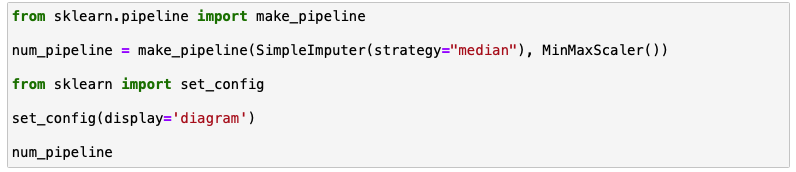 from sklearn.pipeline import make_pipeline
num_pipeline = make_pipeline(SimpleImputer(strategy="median"), MinMaxScaler())
from sklearn import set_config
set_config(display='diagram')
num_pipeline